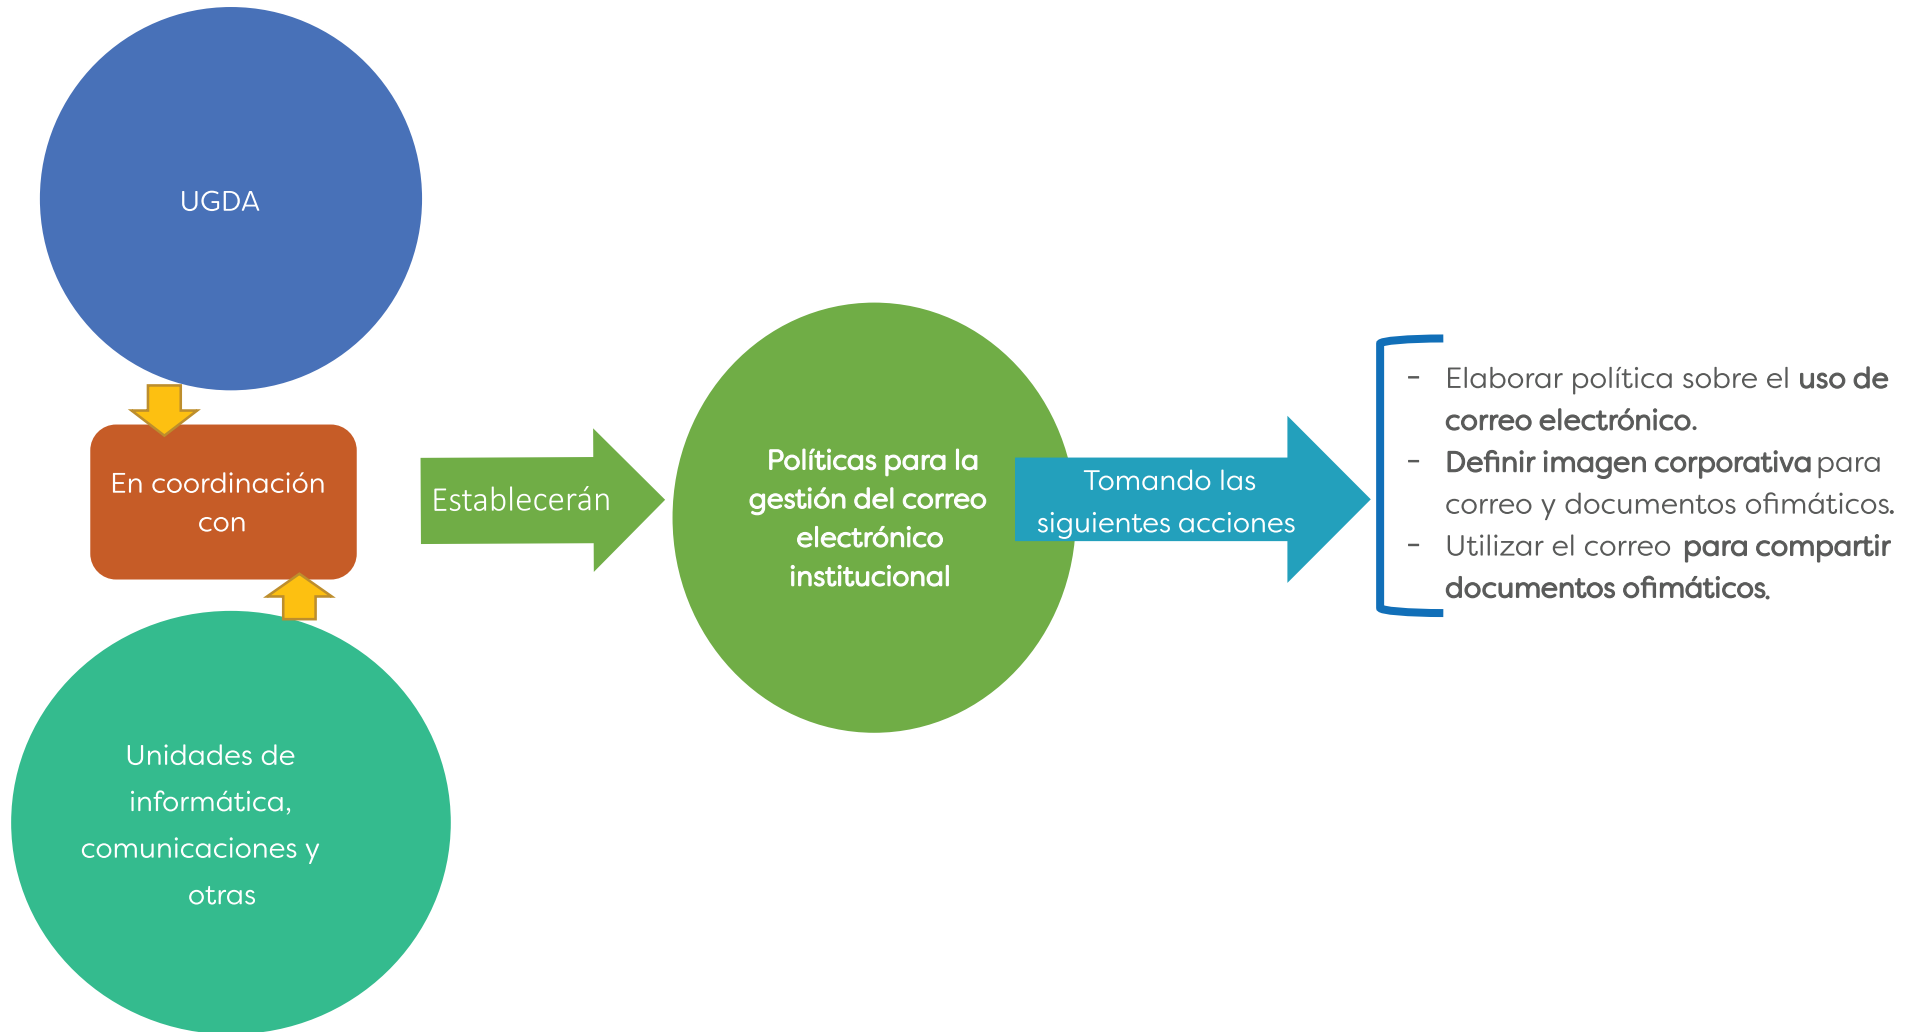 UGDA
En coordinación
con
Unidades de
informática,
comunicaciones y
otras
Establecerán
Políticas para la
gestión del correo
electrónico
institucional
Tomando las
siguientes acciones
- Elaborar política sobre el uso de
correo electrónico.
- Definir imagen corporativa para
correo y documentos ofimáticos.
- Utilizar el correo para compartir
documentos ofimáticos.